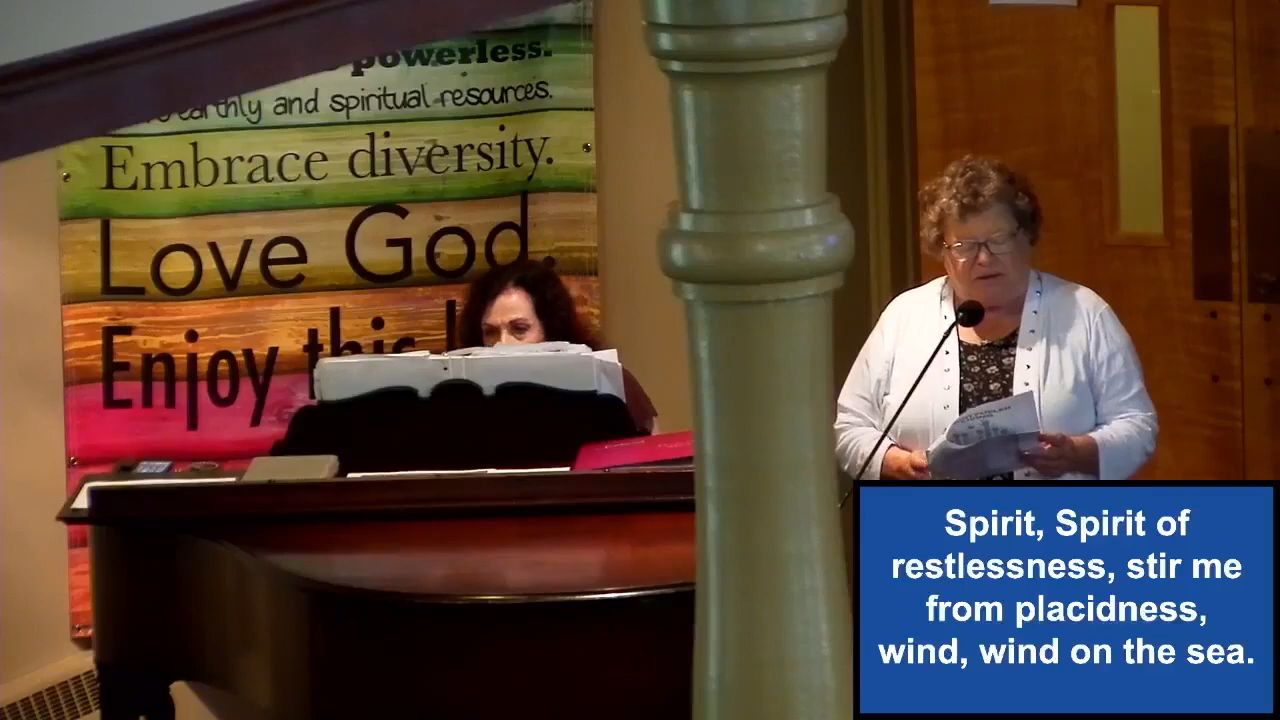 powerless.
earthly and spiritual resources.
Embrace diversity.
Love God.
Enjoy this
Spirit, Spirit of
restlessness, stir me
from placidness,
wind, wind on the sea.